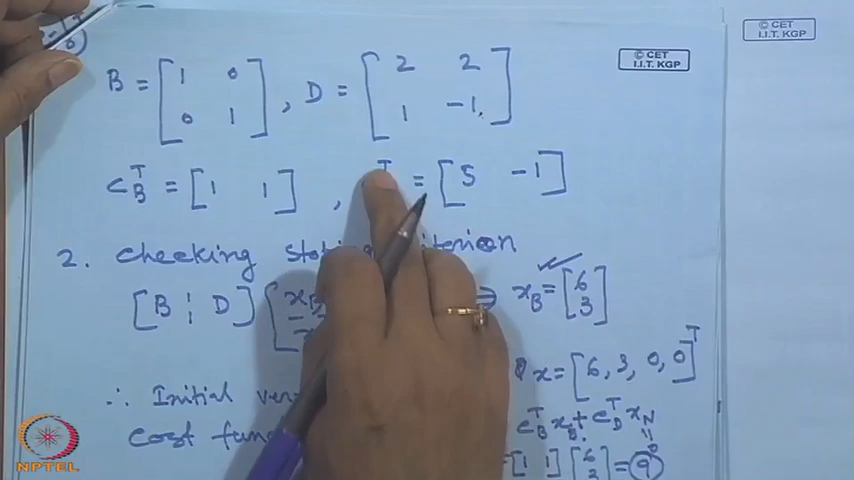 © CET
I.I.T. KGP
© CET
I.I.T. KGP
B = [1 0
0 1], D = [2 2
1 -1]
C_B^T = [1 1], T = [5 -1]
2. Checking
[B ⋮ D] [x_B ⇒ x_B = [6
3]
x = [6, 3, 0, 0]^T
∴ Initial
C_B^T x_B + C_D^T x_N
= 0
Cost
= [1 1] [6
3] = 9
NPTEL